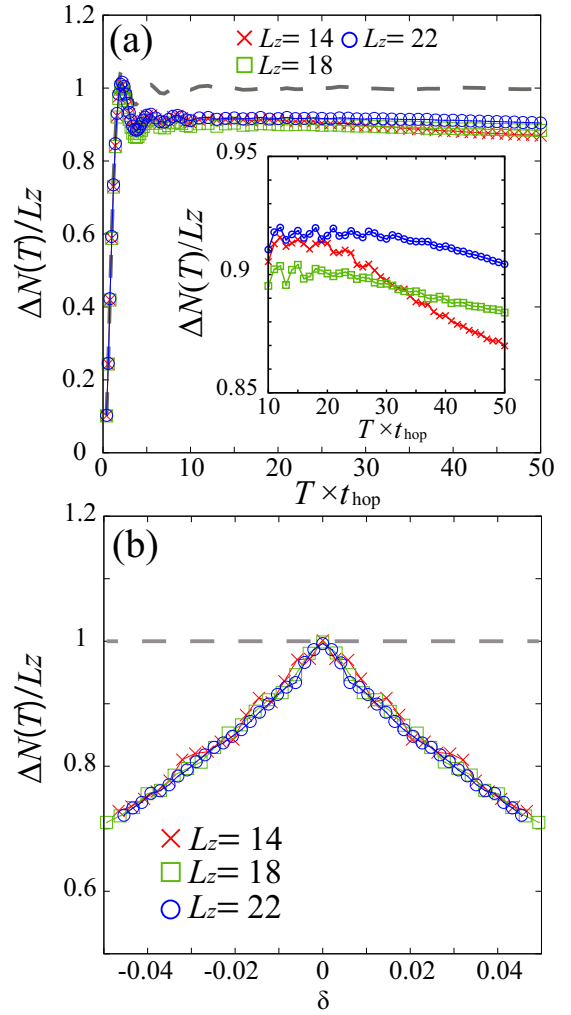 (a)
× Lz= 14 ○ Lz= 22
□ Lz= 18
1.2
1
0.8
0.6
0.4
0.2
0
ΔN(T)/Lz
0 10 20 30 40 50
T × thop
0.95
0.9
0.85
ΔN(T)/Lz
10 20 30 40 50
T × thop
(b)
1.2
1
0.8
0.6
ΔN(T)/Lz
× Lz= 14
□ Lz= 18
○ Lz= 22
-0.04 -0.02 0 0.02 0.04
δ